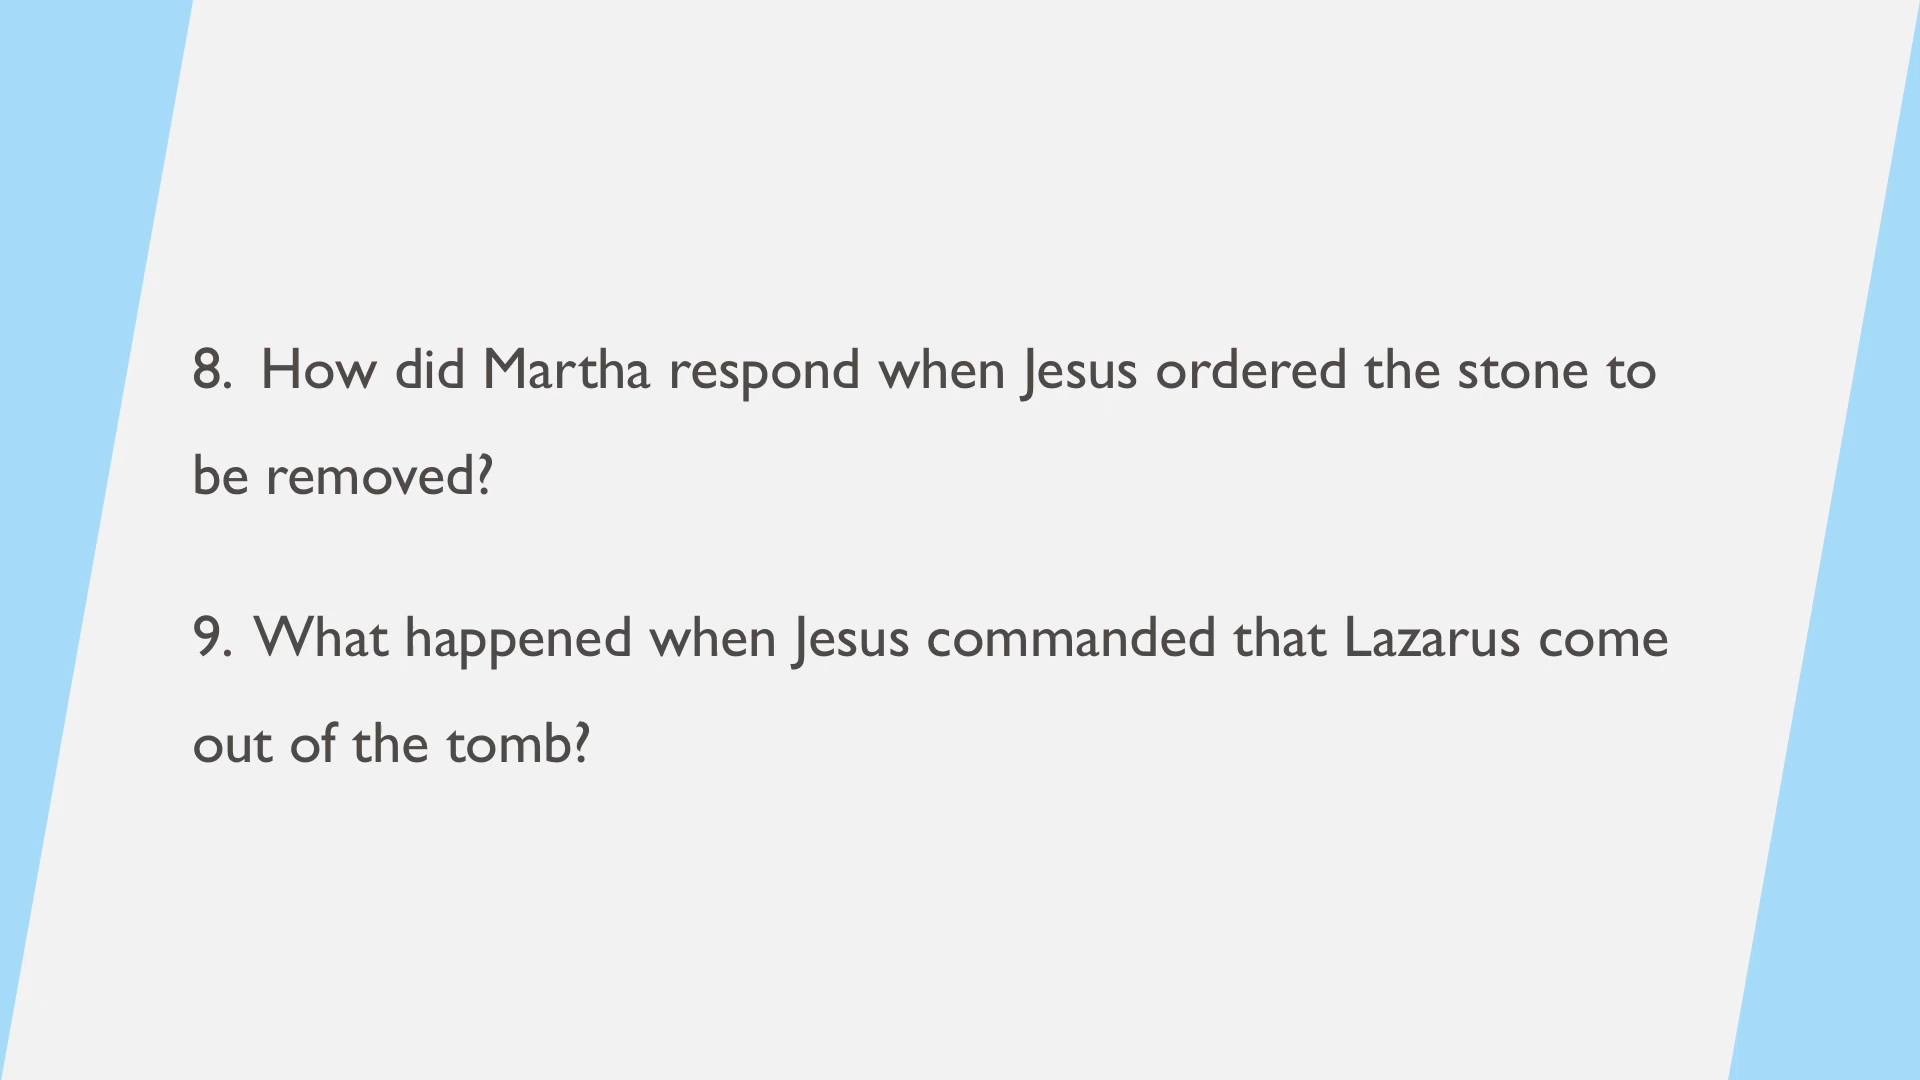 8.  How did Martha respond when Jesus ordered the stone to
be removed?
9.  What happened when Jesus commanded that Lazarus come
out of the tomb?